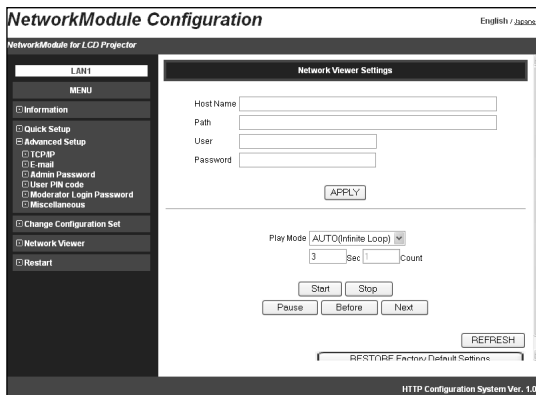 NetworkModule Configuration
English / Japane
NetworkModule for LCD Projector
LAN1
MENU
Information
Quick Setup
Advanced Setup
TCP/IP
E-mail
Admin Password
User PIN code
Moderator Login Password
Miscellaneous
Change Configuration Set
Network Viewer
Restart
Network Viewer Settings
Host Name
Path
User
Password
APPLY
Play Mode AUTO(Infinite Loop)
3 Sec 1 Count
Start Stop
Pause Before Next
REFRESH
RESTORE Factory Default Settings
HTTP Configuration System Ver. 1.0